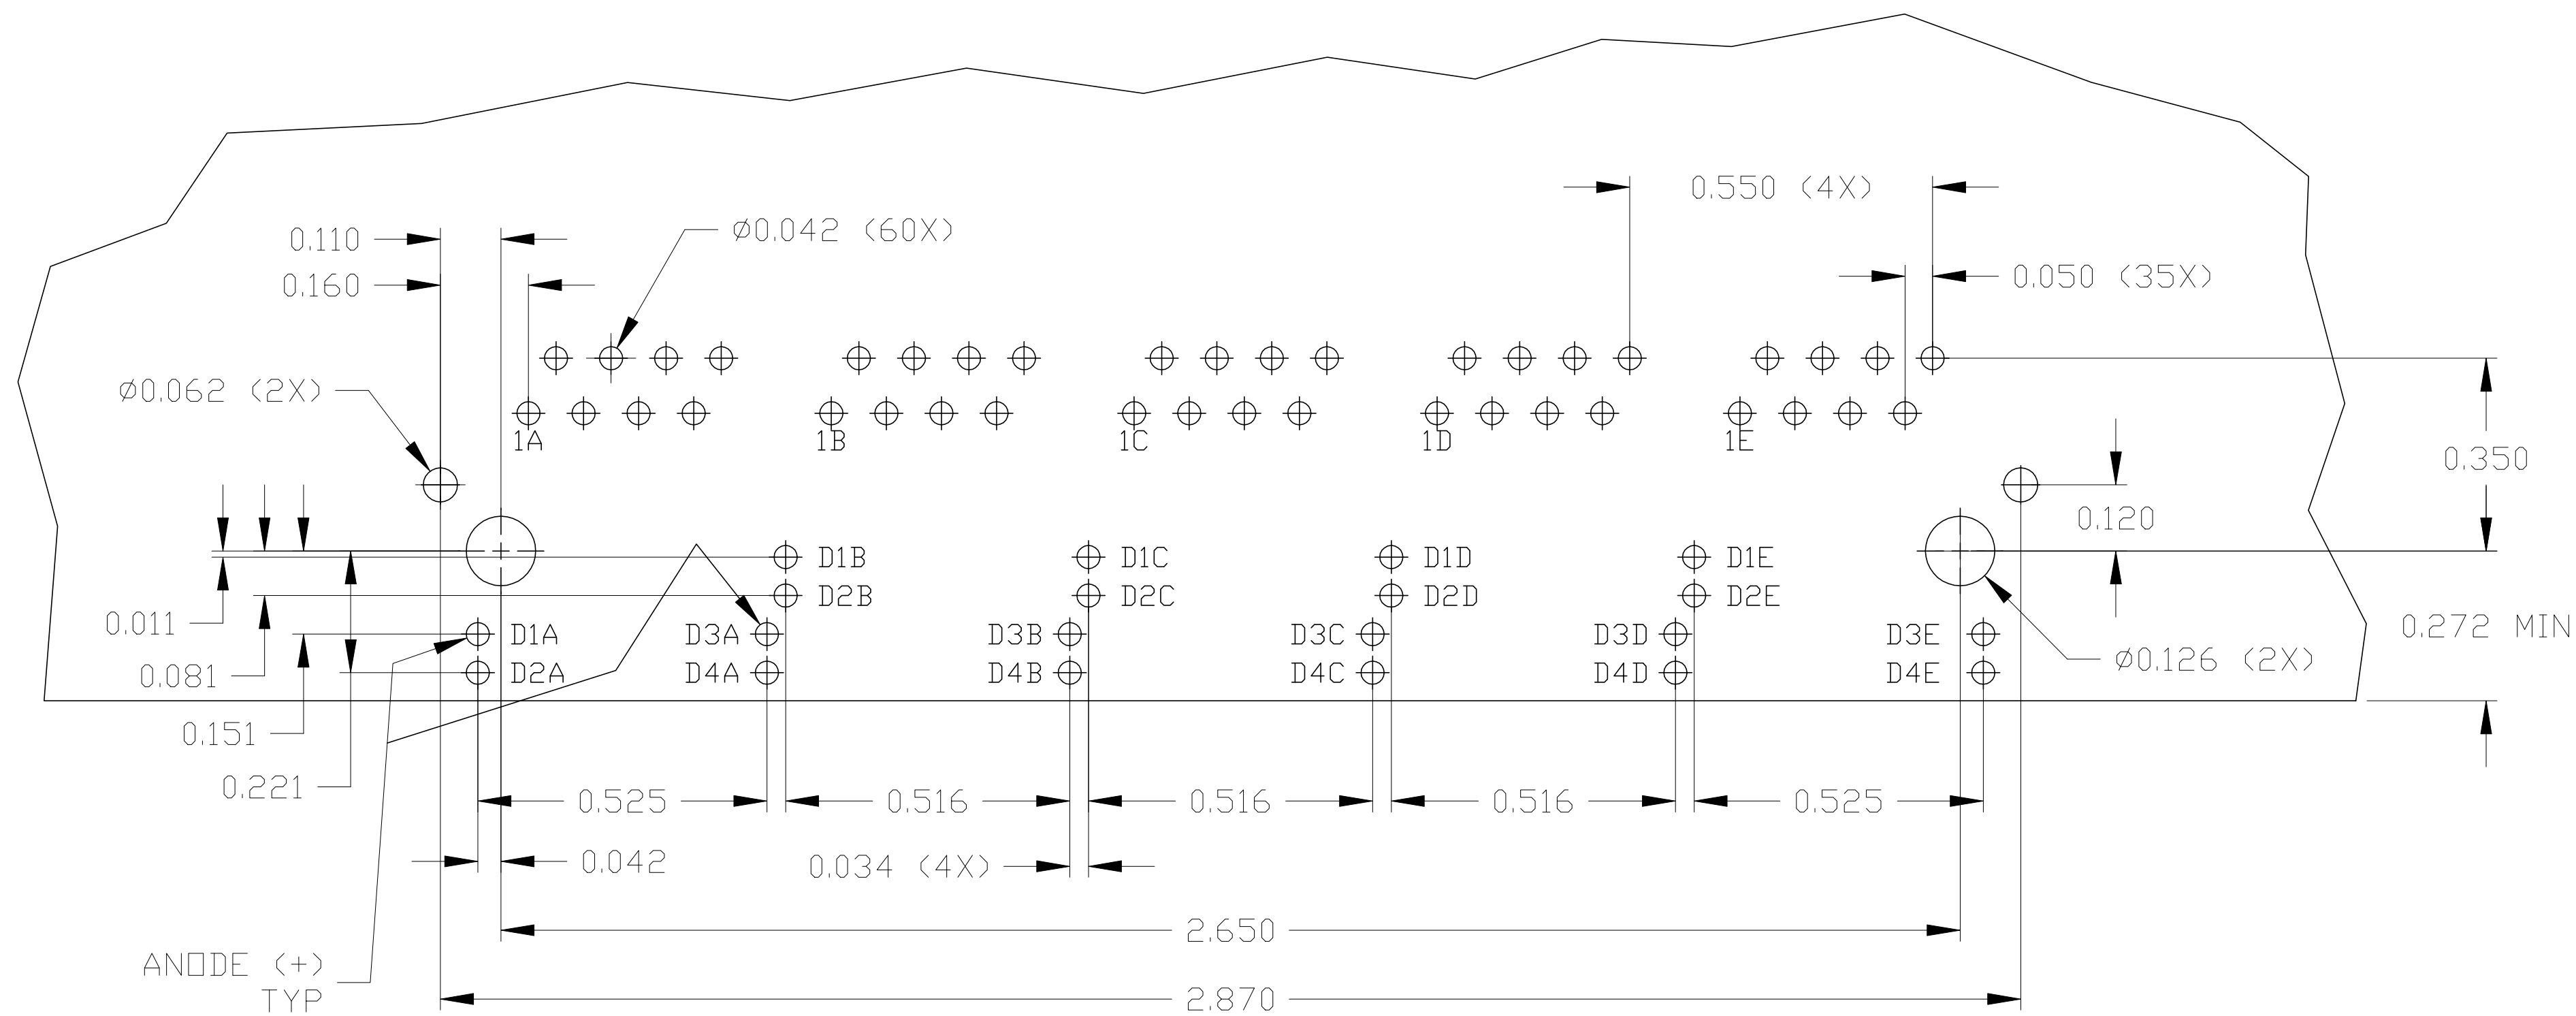 0.550 (4X)
0.110
Ø0.042 (60X)
0.160
0.050 (35X)
Ø0.062 (2X)
1A
1B
1C
1D
1E
0.350
0.120
D1B
D1C
D1D
D1E
D2B
D2C
D2D
D2E
0.011
D1A
D3A
D3B
D3C
D3D
D3E
0.272 MIN
Ø0.126 (2X)
0.081
D2A
D4A
D4B
D4C
D4D
D4E
0.151
0.221
0.525
0.516
0.516
0.516
0.525
0.042
0.034 (4X)
2.650
ANODE (+)
TYP
2.870